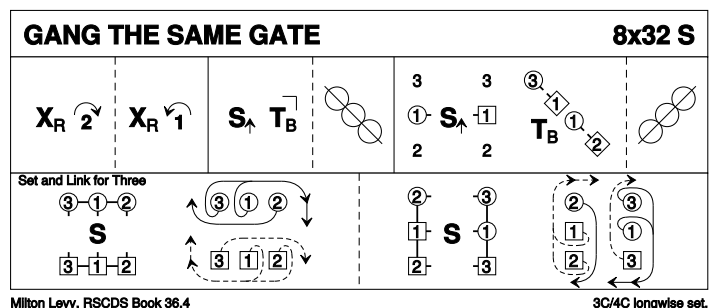 GANG THE SAME GATE 8x32 S
XR 2 XR 1 S TB
3 3
1 S 1
2 2
3 1 TB 1 2
Set and Link for Three
3 1 2
S
3 1 2
3 1 2
3 1 2
2 3
1 S 1
2 3
2 3
1 1
2 3
Milton Levy, RSCDS Book 36.4 3C/4C longwise set.